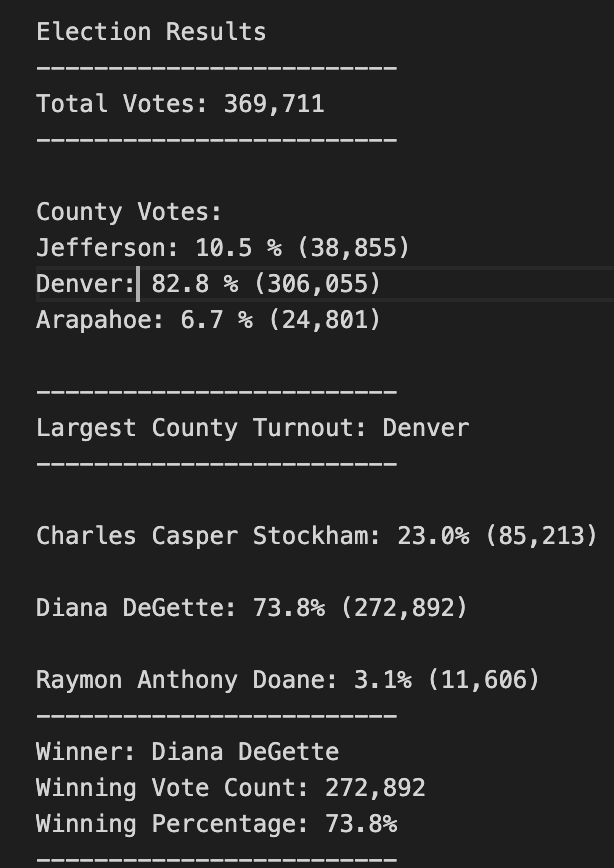 Election Results
-------------------------
Total Votes: 369,711
-------------------------
County Votes:
Jefferson: 10.5 % (38,855)
Denver: 82.8 % (306,055)
Arapahoe: 6.7 % (24,801)
-------------------------
Largest County Turnout: Denver
-------------------------
Charles Casper Stockham: 23.0% (85,213)
Diana DeGette: 73.8% (272,892)
Raymon Anthony Doane: 3.1% (11,606)
-------------------------
Winner: Diana DeGette
Winning Vote Count: 272,892
Winning Percentage: 73.8%
-------------------------